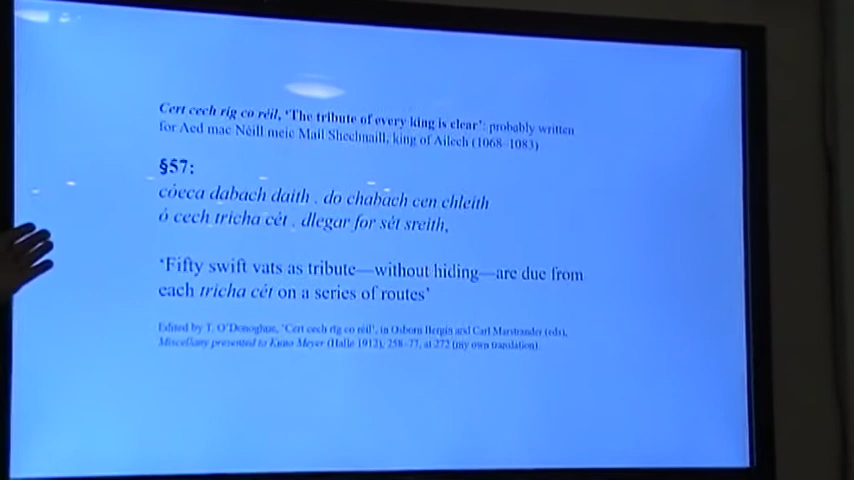 Cert cech ríg co réil, ‘The tribute of every king is clear’: probably written
for Aed mac Néill meic Mail Shechnaill, king of Ailech (1068–1083)
§57:
cóeca dabach daith . do chabach cen chleith
ó cech tricha cét . dlegar for sét sreith,
‘Fifty swift vats as tribute—without hiding—are due from
each tricha cét on a series of routes’
Edited by T. O’Donoghue, ‘Cert cech ríg co réil’, in Osborn Bergin and Carl Marstrander (eds),
Miscellany presented to Kuno Meyer (Halle 1912), 258–77, at 272 (my own translation).